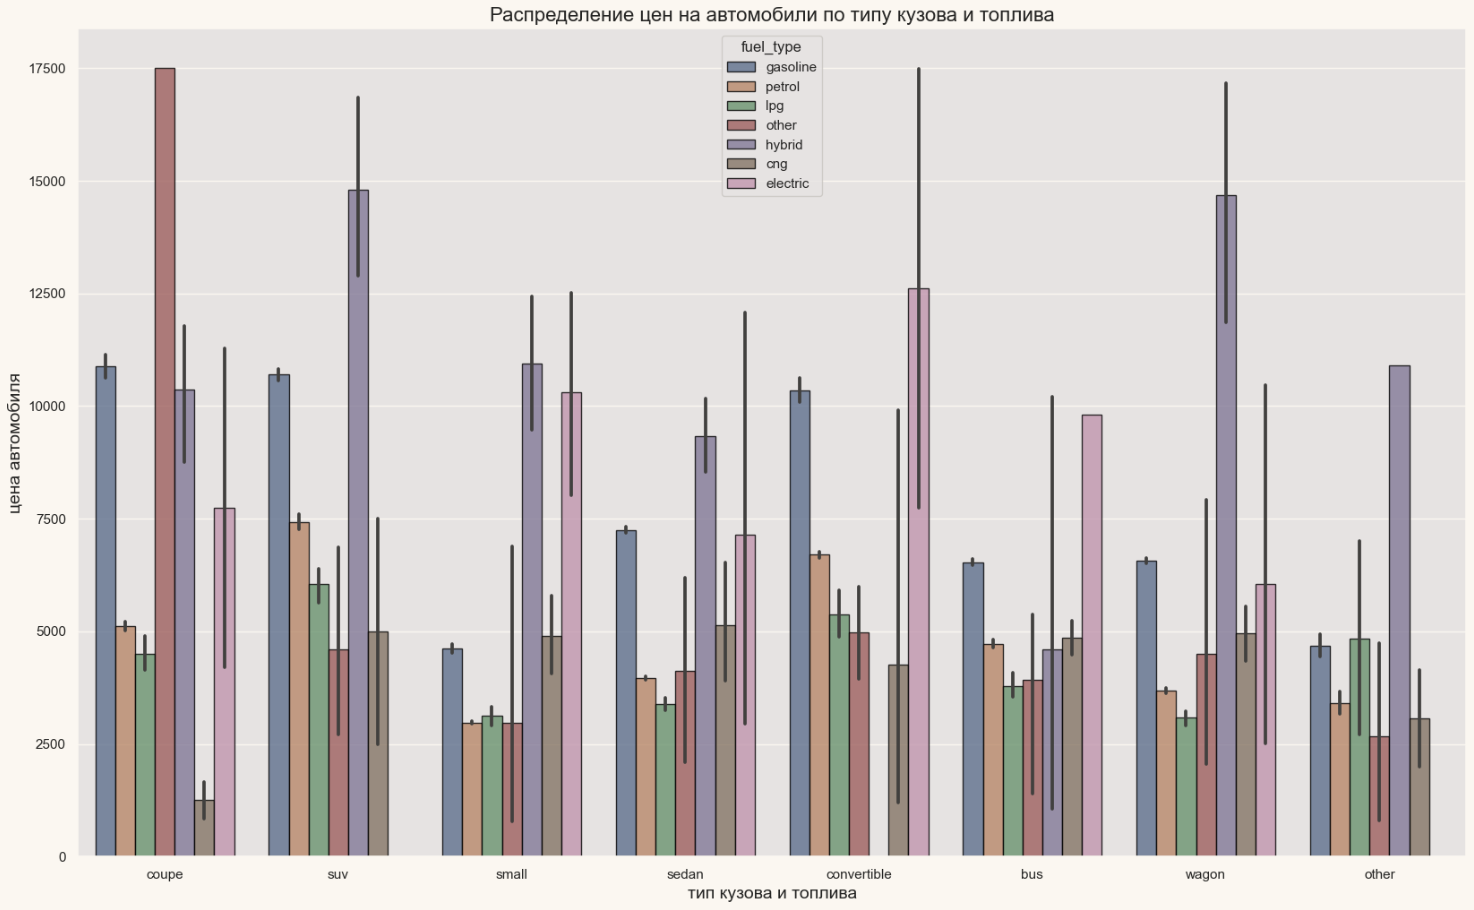 Распределение цен на автомобили по типу кузова и топлива
fuel_type
gasoline
petrol
lpg
other
hybrid
cng
electric
цена автомобиля
17500
15000
12500
10000
7500
5000
2500
0
coupe suv small sedan convertible bus wagon other
тип кузова и топлива